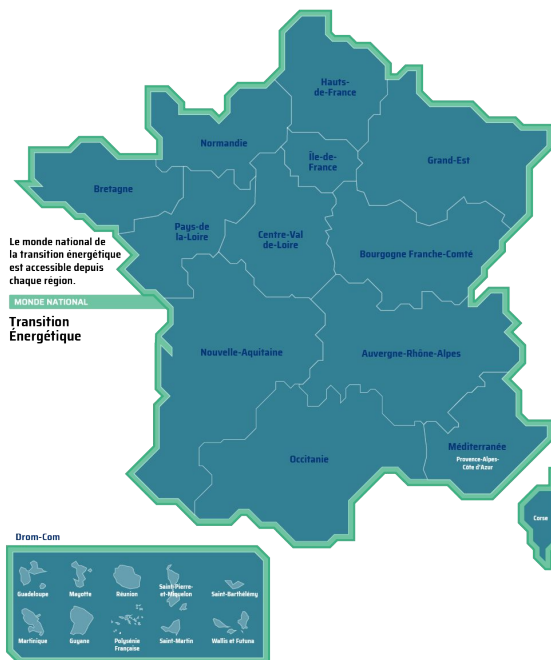 Hauts-
de-France
Normandie
Île-de-
France
Grand-Est
Bretagne
Pays-de
la-Loire
Centre-Val
de-Loire
Bourgogne Franche-Comté
Le monde national de
la transition énergétique
est accessible depuis
chaque région.
MONDE NATIONAL
Transition
Énergétique
Nouvelle-Aquitaine
Auvergne-Rhône-Alpes
Occitanie
Méditerranée
Provence-Alpes-
Côte d'Azur
Corse
Drom-Com
Guadeloupe
Mayotte
Réunion
Saint-Pierre-
et-Miquelon
Saint-Barthélémy
Martinique
Guyane
Polysénie
Française
Saint-Martin
Wallis et Futuna